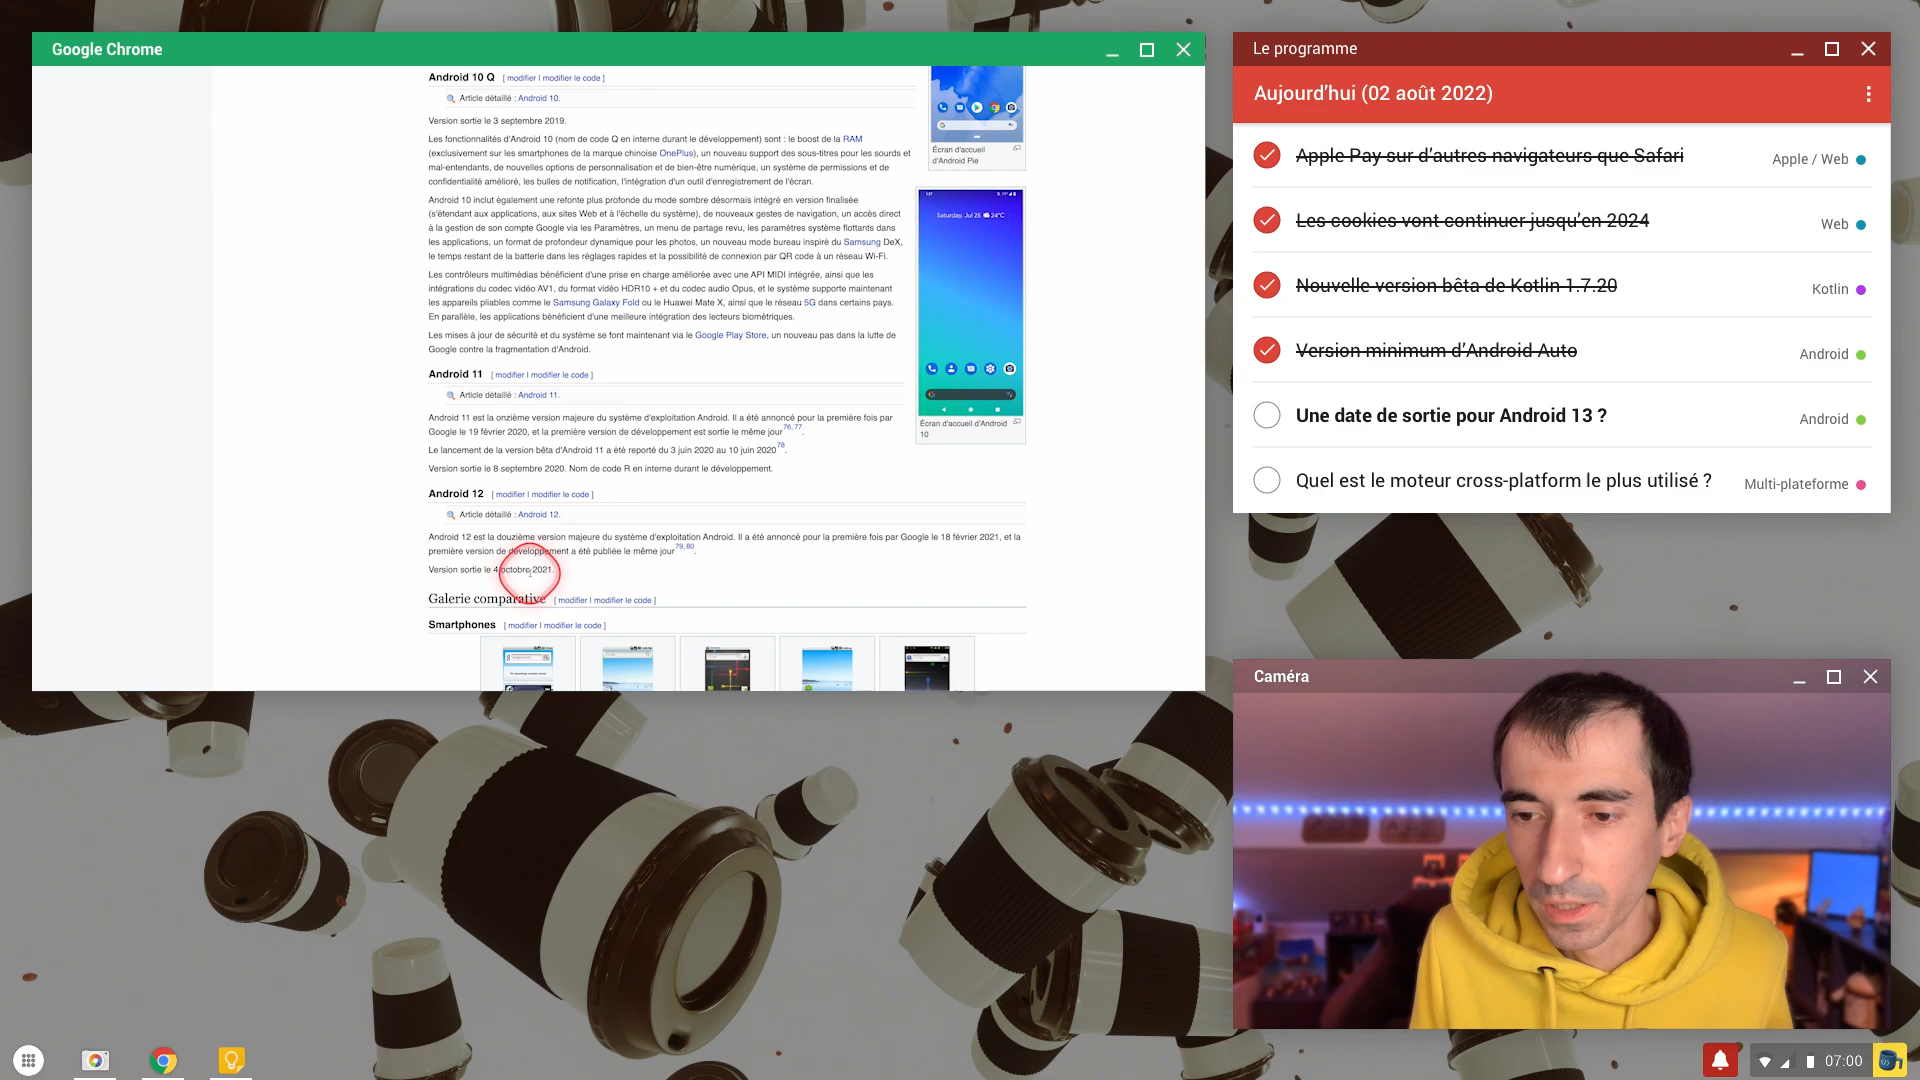 Google Chrome
Android 10 Q [ modifier | modifier le code ]
Article détaillé : Android 10.
Version sortie le 3 septembre 2019.
Les fonctionnalités d'Android 10 (nom de code Q en interne durant le développement) sont : le boost de la RAM
(exclusivement sur les smartphones de la marque chinoise OnePlus), un nouveau support des sous-titres pour les sourds et
mal-entendants, de nouvelles options de personnalisation et de bien-être numérique, un système de permissions et de
confidentialité amélioré, les bulles de notification, l'intégration d'un outil d'enregistrement de l'écran.
Android 10 inclut également une refonte plus profonde du mode sombre désormais intégré en version finalisée
(s'étendant aux applications, aux sites Web et à l'échelle du système), de nouveaux gestes de navigation, un accès direct
à la gestion de son compte Google via les Paramètres, un menu de partage revu, les paramètres système flottants dans
les applications, un format de profondeur dynamique pour les photos, un nouveau mode bureau inspiré du Samsung DeX,
le temps restant de la batterie dans les réglages rapides et la possibilité de connexion par QR code à un réseau Wi-Fi.
Les contrôleurs multimédias bénéficient d'une prise en charge améliorée avec une API MIDI intégrée, ainsi que les
intégrations du codec vidéo AV1, du format vidéo HDR10 + et du codec audio Opus, et le système supporte maintenant
les appareils pliables comme le Samsung Galaxy Fold ou le Huawei Mate X, ainsi que le réseau 5G dans certains pays.
En parallèle, les applications bénéficient d'une meilleure intégration des lecteurs biométriques.
Les mises à jour de sécurité et du système se font maintenant via le Google Play Store, un nouveau pas dans la lutte de
Google contre la fragmentation d'Android.
Android 11 [ modifier | modifier le code ]
Article détaillé : Android 11.
Android 11 est la onzième version majeure du système d'exploitation Android. Il a été annoncé pour la première fois par
Google le 19 février 2020, et la première version de développement est sortie le même jour76, 77.
Le lancement de la version bêta d'Android 11 a été reporté du 3 juin 2020 au 10 juin 202078.
Version sortie le 8 septembre 2020. Nom de code R en interne durant le développement.
Android 12 [ modifier | modifier le code ]
Article détaillé : Android 12.
Android 12 est la douzième version majeure du système d'exploitation Android. Il a été annoncé pour la première fois par Google le 18 février 2021, et la
première version de développement a été publiée le même jour79, 80.
Version sortie le 4 octobre 2021.
Galerie comparative [ modifier | modifier le code ]
Smartphones [ modifier | modifier le code ]
Écran d'accueil
d'Android Pie
Saturday, Jul 25 24°C
Écran d'accueil d'Android
10
Le programme
Aujourd'hui (02 août 2022)
Apple Pay sur d'autres navigateurs que Safari Apple / Web
Les cookies vont continuer jusqu'en 2024 Web
Nouvelle version bêta de Kotlin 1.7.20 Kotlin
Version minimum d'Android Auto Android
Une date de sortie pour Android 13 ? Android
Quel est le moteur cross-platform le plus utilisé ? Multi-plateforme
Caméra
07:00